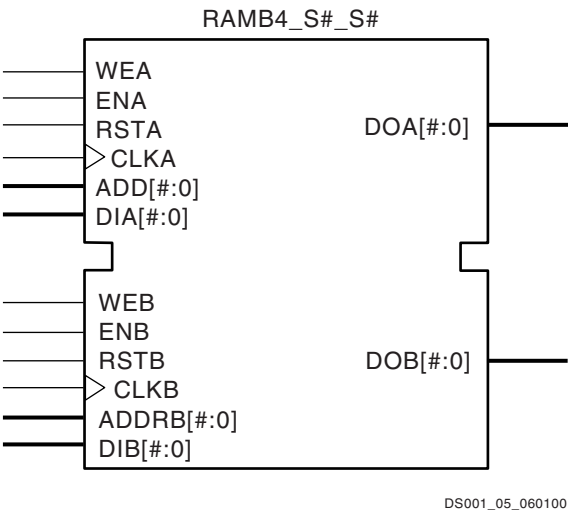 RAMB4_S#_S#
WEA
ENA
RSTA
CLKA
ADD[#:0]
DIA[#:0]
DOA[#:0]
WEB
ENB
RSTB
CLKB
ADDRB[#:0]
DIB[#:0]
DOB[#:0]
DS001_05_060100